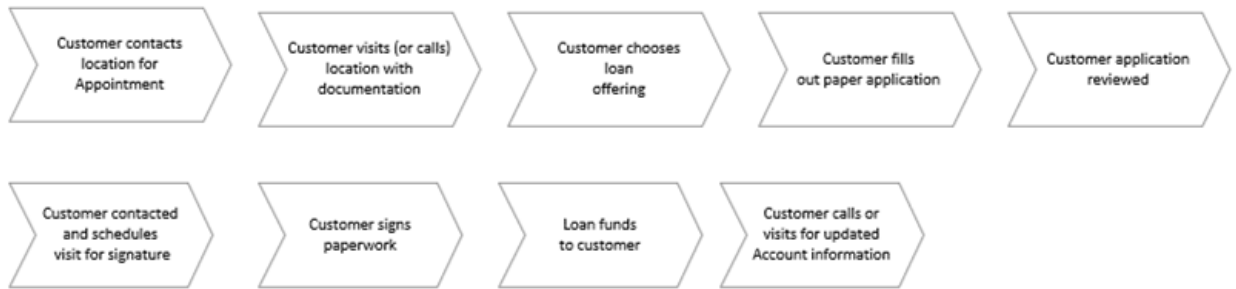 Customer contacts
location for
Appointment
Customer visits (or calls)
location with
documentation
Customer chooses
loan
offering
Customer fills
out paper application
Customer application
reviewed
Customer contacted
and schedules
visit for signature
Customer signs
paperwork
Loan funds
to customer
Customer calls or
visits for updated
Account information